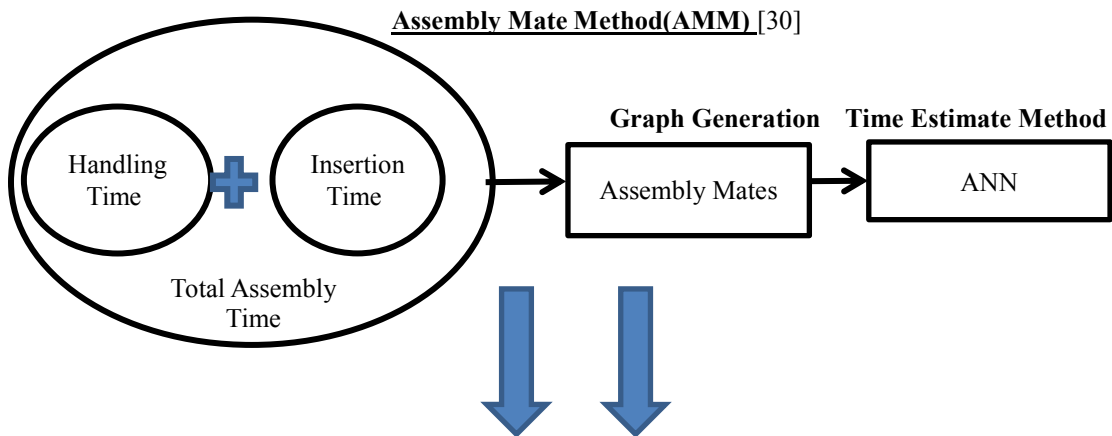 Assembly Mate Method(AMM) [30]
Graph Generation
Time Estimate Method
Handling
Time
Insertion
Time
Assembly Mates
ANN
Total Assembly
Time